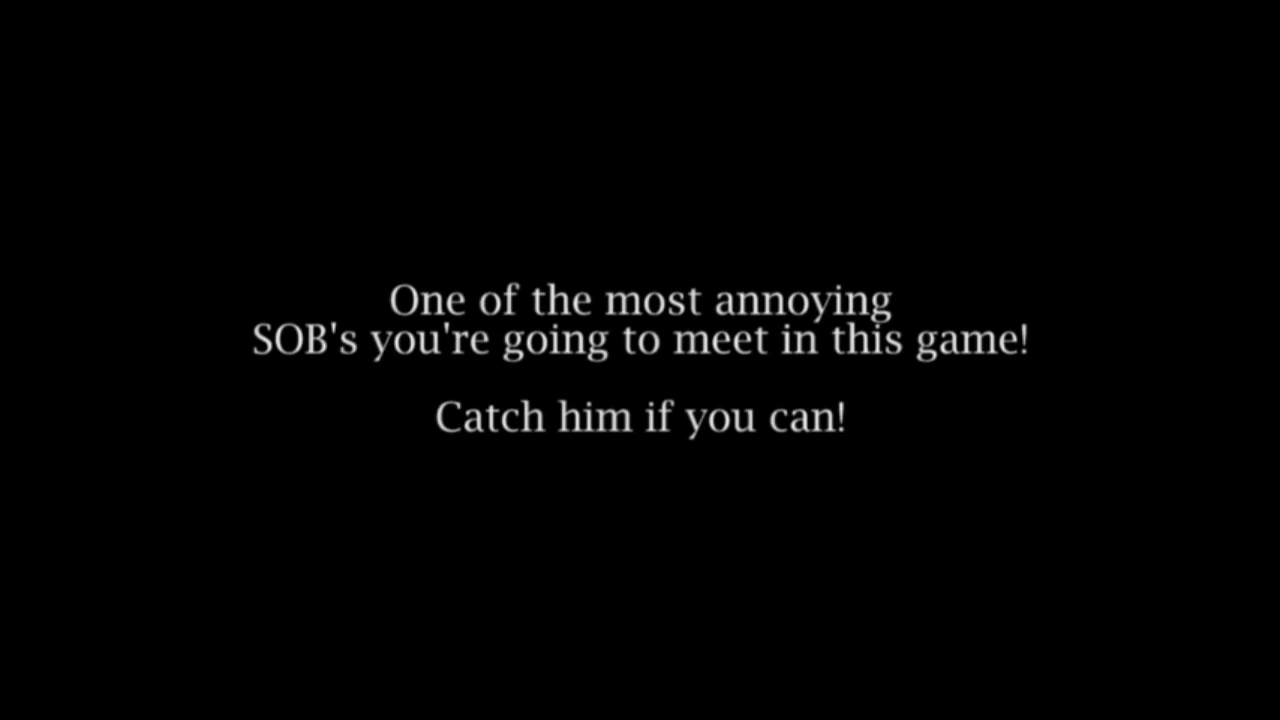 One of the most annoying
SOB's you're going to meet in this game!
Catch him if you can!